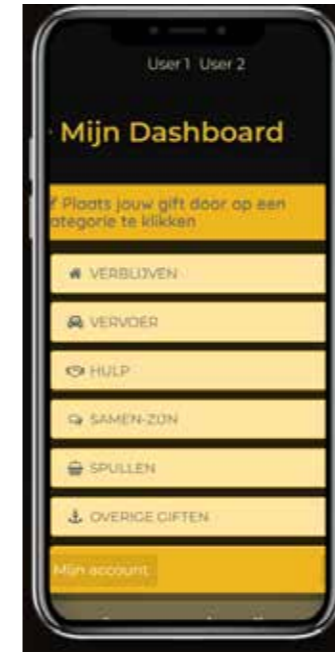 User 1 User 2
Mijn Dashboard
f Plaats jouw gift door op een
ategorie te klikken
VERBLIJVEN
VERVOER
HULP
SAMEN-ZIJN
SPULLEN
OVERIGE GIFTEN
Mijn account